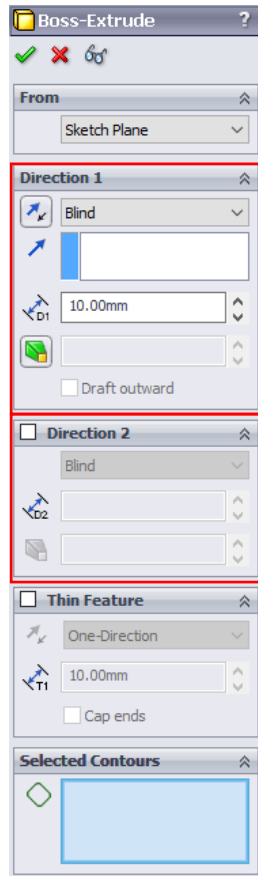 Boss-Extrude ?
From
Sketch Plane
Direction 1
Blind
D1 10.00mm
Draft outward
Direction 2
Blind
D2
Thin Feature
One-Direction
T1 10.00mm
Cap ends
Selected Contours